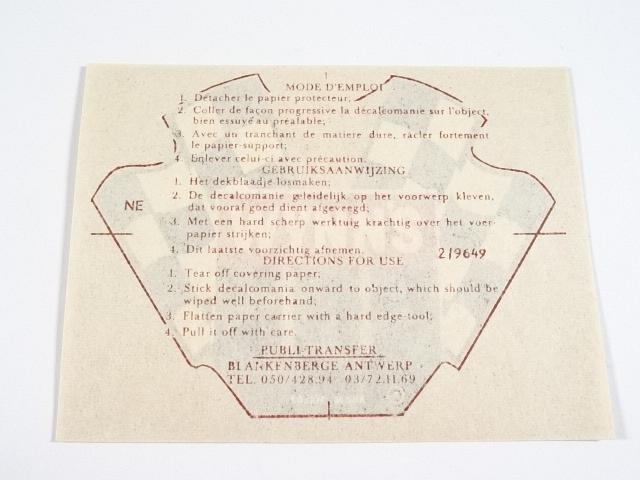 1
MODE D'EMPLOI
1. Détacher le papier protecteur;
2. Coller de façon progressive la décalcomanie sur l'object,
bien essuyé au préalable;
3. Avec un tranchant de matiere dure, râcler fortement
le papier-support;
4. Enlever celui-ci avec précaution.
GEBRUIKSAANWIJZING
1. Het dekblaadje losmaken;
2. De decalcomanie geleidelijk op het voorwerp kleven,
dat vooraf goed dient afgeveegd;
NE
3. Met een hard scherp werktuig krachtig over het voer-
papier strijken;
4. Dit laatste voorzichtig afnemen.
2/9649
DIRECTIONS FOR USE
1. Tear off covering paper;
2. Stick decalcomania onward to object, which should be
wiped well beforehand;
3. Flatten paper carrier with a hard edge-tool;
4. Pull it off with care.
PUBLI-TRANSFER
BLANKENBERGE ANTWERP
TEL. 050/428.94 03/72.11.69